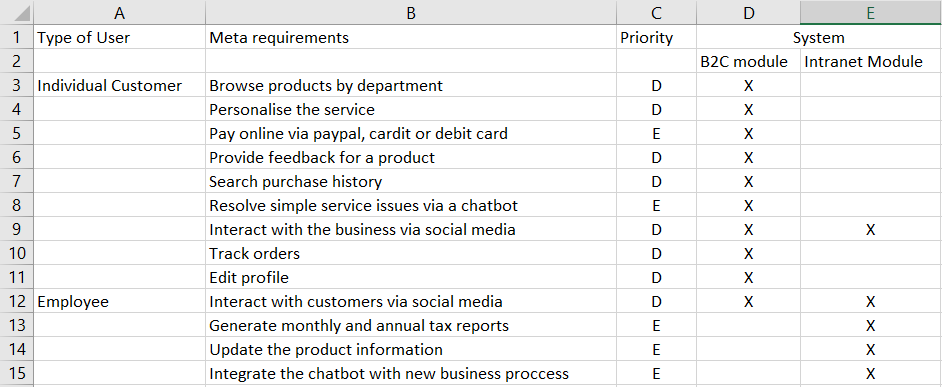 A B C D E
1 Type of User Meta requirements Priority System
2 B2C module Intranet Module
3 Individual Customer Browse products by department D X
4 Personalise the service D X
5 Pay online via paypal, cardit or debit card E X
6 Provide feedback for a product D X
7 Search purchase history D X
8 Resolve simple service issues via a chatbot E X
9 Interact with the business via social media D X X
10 Track orders D X
11 Edit profile D X
12 Employee Interact with customers via social media D X X
13 Generate monthly and annual tax reports E X
14 Update the product information E X
15 Integrate the chatbot with new business proccess E X